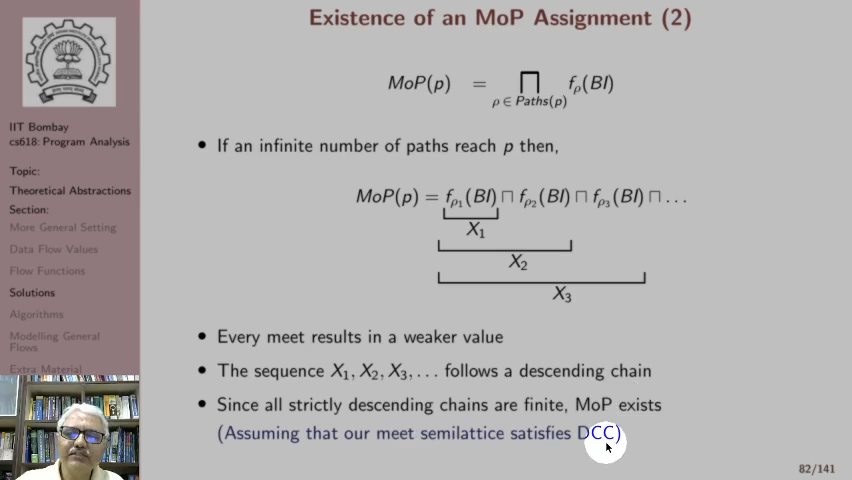 Existence of an MoP Assignment (2)
MoP(p) = ⊓ f_ρ(BI)
ρ ∈ Paths(p)
• If an infinite number of paths reach p then,
MoP(p) = f_ρ₁(BI) ⊓ f_ρ₂(BI) ⊓ f_ρ₃(BI) ⊓ ...
X₁
X₂
X₃
• Every meet results in a weaker value
• The sequence X₁, X₂, X₃, ... follows a descending chain
• Since all strictly descending chains are finite, MoP exists
(Assuming that our meet semilattice satisfies DCC)
IIT Bombay
cs618: Program Analysis
Topic:
Theoretical Abstractions
Section:
More General Setting
Data Flow Values
Flow Functions
Solutions
Algorithms
Modelling General
Flows
Extra Material
82/141